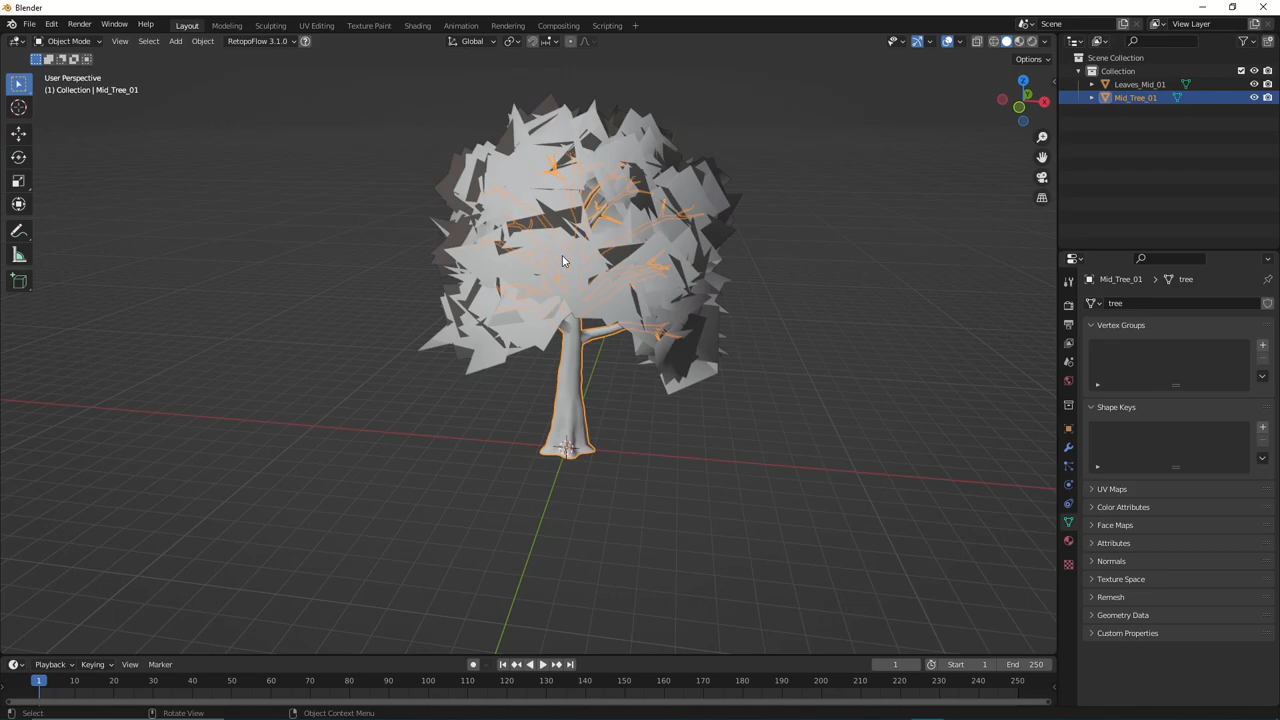 Blender
File Edit Render Window Help Layout Modeling Sculpting UV Editing Texture Paint Shading Animation Rendering Compositing Scripting + Scene View Layer
Object Mode View Select Add Object RetopoFlow 3.1.0 Global
Options
User Perspective
(1) Collection | Mid_Tree_01
Z
Y
X
Scene Collection
Collection
Leaves_Mid_01
Mid_Tree_01
Mid_Tree_01 > tree
tree
Vertex Groups
Shape Keys
UV Maps
Color Attributes
Face Maps
Attributes
Normals
Texture Space
Remesh
Geometry Data
Custom Properties
Playback Keying View Marker 1 Start 1 End 250
1 10 20 30 40 50 60 70 80 90 100 110 120 130 140 150 160 170 180 190 200 210 220 230 240 250
Select Rotate View Object Context Menu